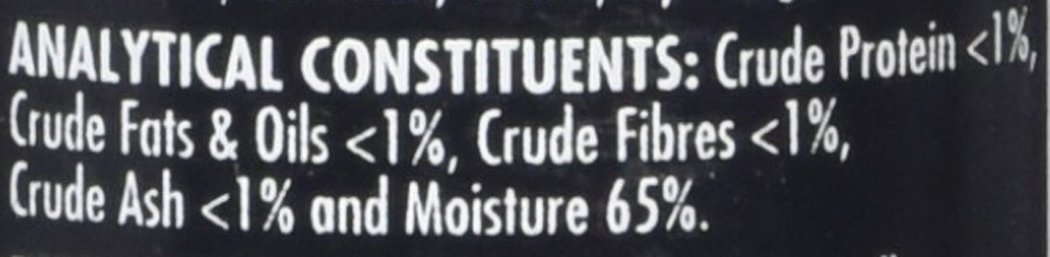 ANALYTICAL CONSTITUENTS: Crude Protein <1%,
Crude Fats & Oils <1%, Crude Fibres <1%,
Crude Ash <1% and Moisture 65%.